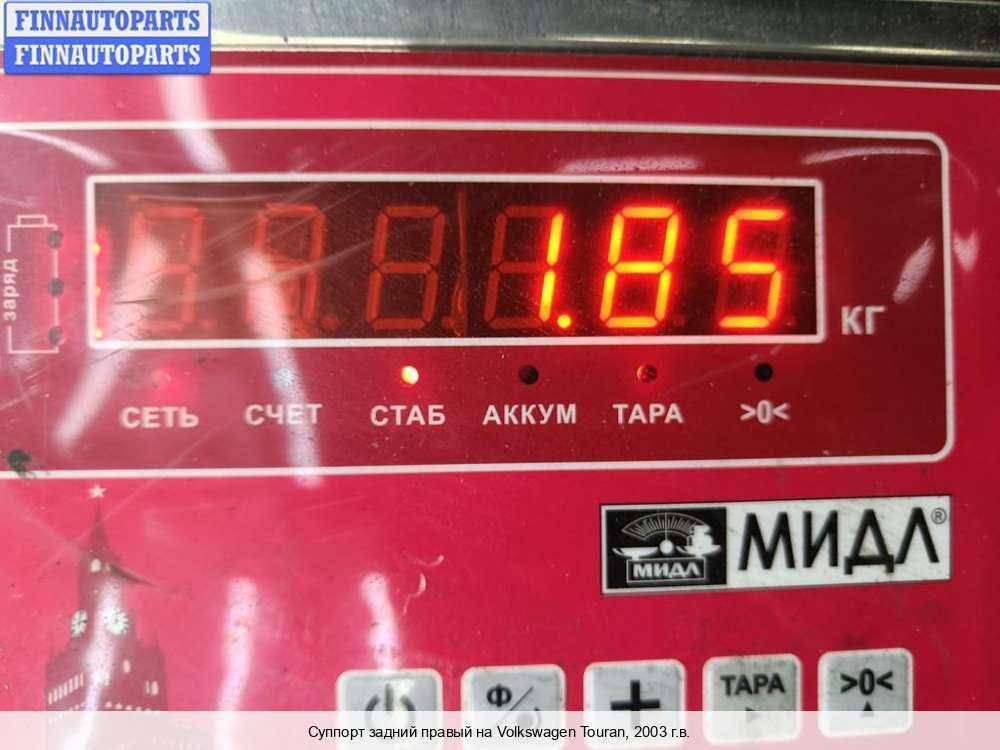 FINNAUTOPARTS
FINNAUTOPARTS
заряд
1.85
КГ
СЕТЬ СЧЕТ СТАБ АККУМ ТАРА >0<
МИДЛ
МИДЛ®
Ф/
+
ТАРА
>0<
Суппорт задний правый на Volkswagen Touran, 2003 г.в.